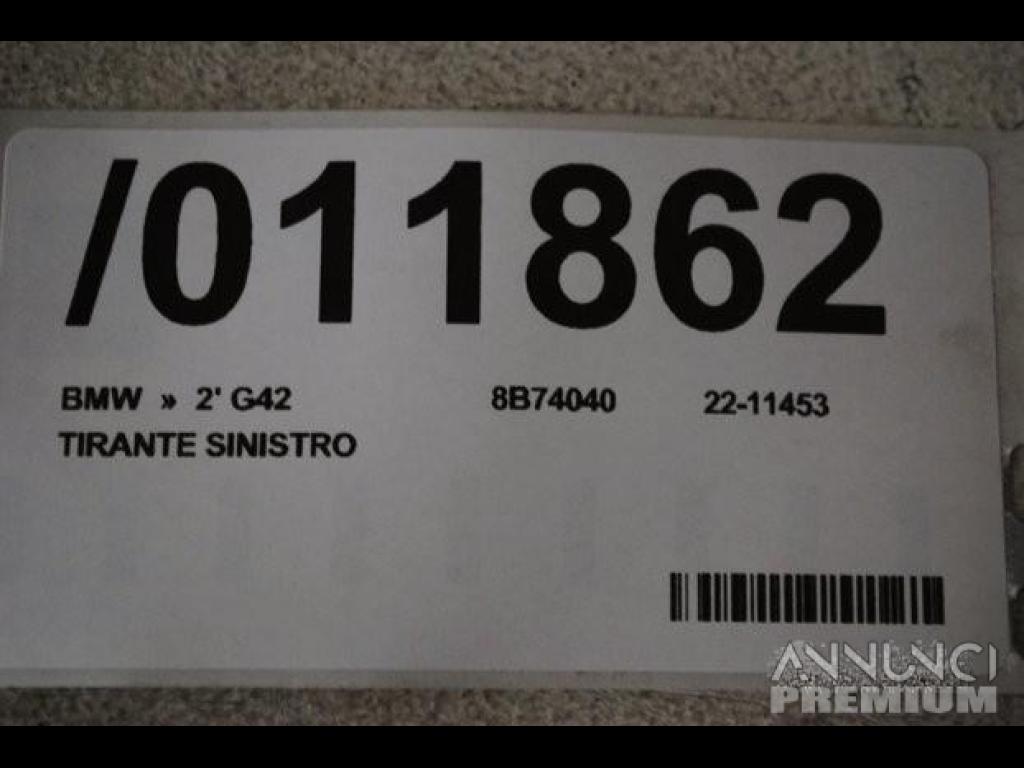 /011862
BMW » 2' G42 8B74040 22-11453
TIRANTE SINISTRO
ANNUNCI
PREMIUM